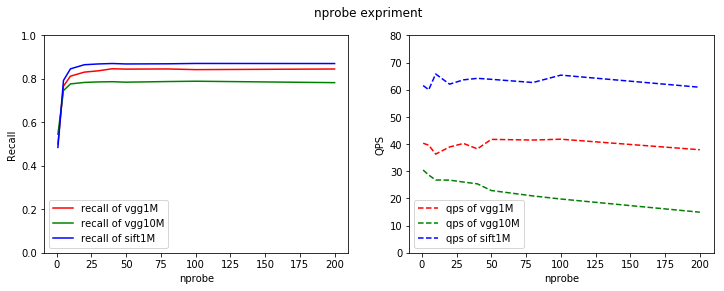 nprobe expriment
Recall
1.0
0.8
0.6
0.4
0.2
0.0
recall of vgg1M
recall of vgg10M
recall of sift1M
0 25 50 75 100 125 150 175 200
nprobe
QPS
80
70
60
50
40
30
20
10
0
qps of vgg1M
qps of vgg10M
qps of sift1M
0 25 50 75 100 125 150 175 200
nprobe